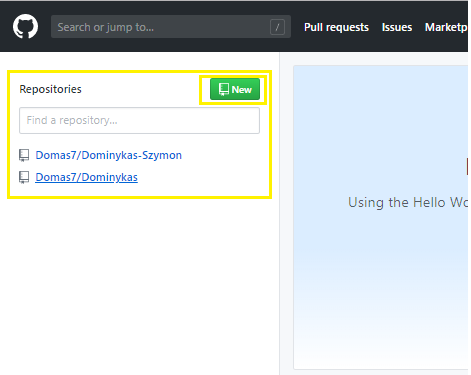 Search or jump to... / Pull requests Issues Marketp
Repositories New
Find a repository...
Domas7/Dominykas-Szymon
Domas7/Dominykas
Using the Hello Wo